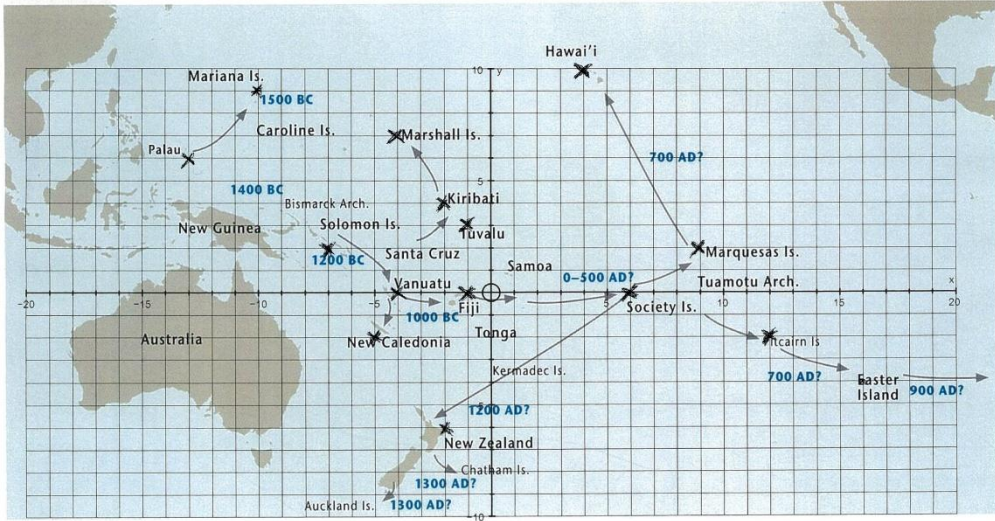 Hawai'i
10 y
Mariana Is.
1500 BC
Caroline Is.
Marshall Is.
Palau
700 AD?
1400 BC
5
Kiribati
Bismarck Arch.
New Guinea
Solomon Is.
Tuvalu
Santa Cruz
Marquesas Is.
1200 BC
Samoa
0–500 AD?
Vanuatu
Tuamotu Arch.
x
-20
-15
-10
-5
5
10
15
20
Fiji
Society Is.
1000 BC
Australia
New Caledonia
Tonga
Kermadec Is.
700 AD?
Easter
Island
900 AD?
1200 AD?
New Zealand
Chatham Is.
1300 AD?
Auckland Is.
1300 AD?
-10